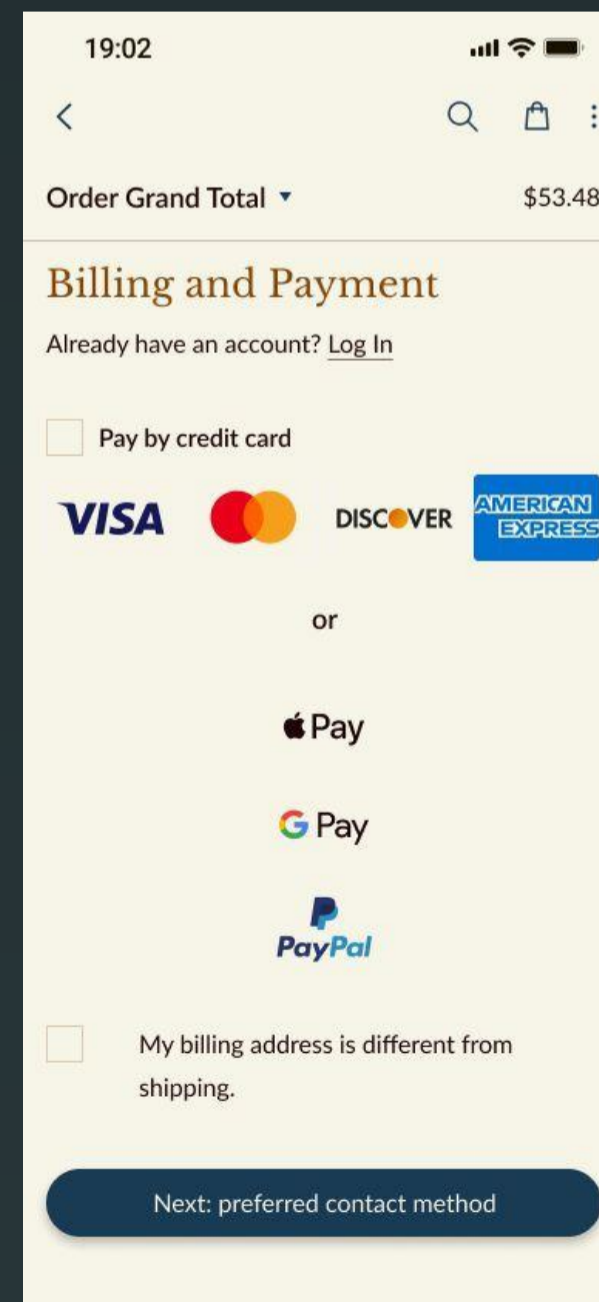 19:02
Order Grand Total $53.48
Billing and Payment
Already have an account? Log In
Pay by credit card
VISA DISCOVER AMERICAN
EXPRESS
or
Pay
G Pay
PayPal
My billing address is different from
shipping.
Next: preferred contact method